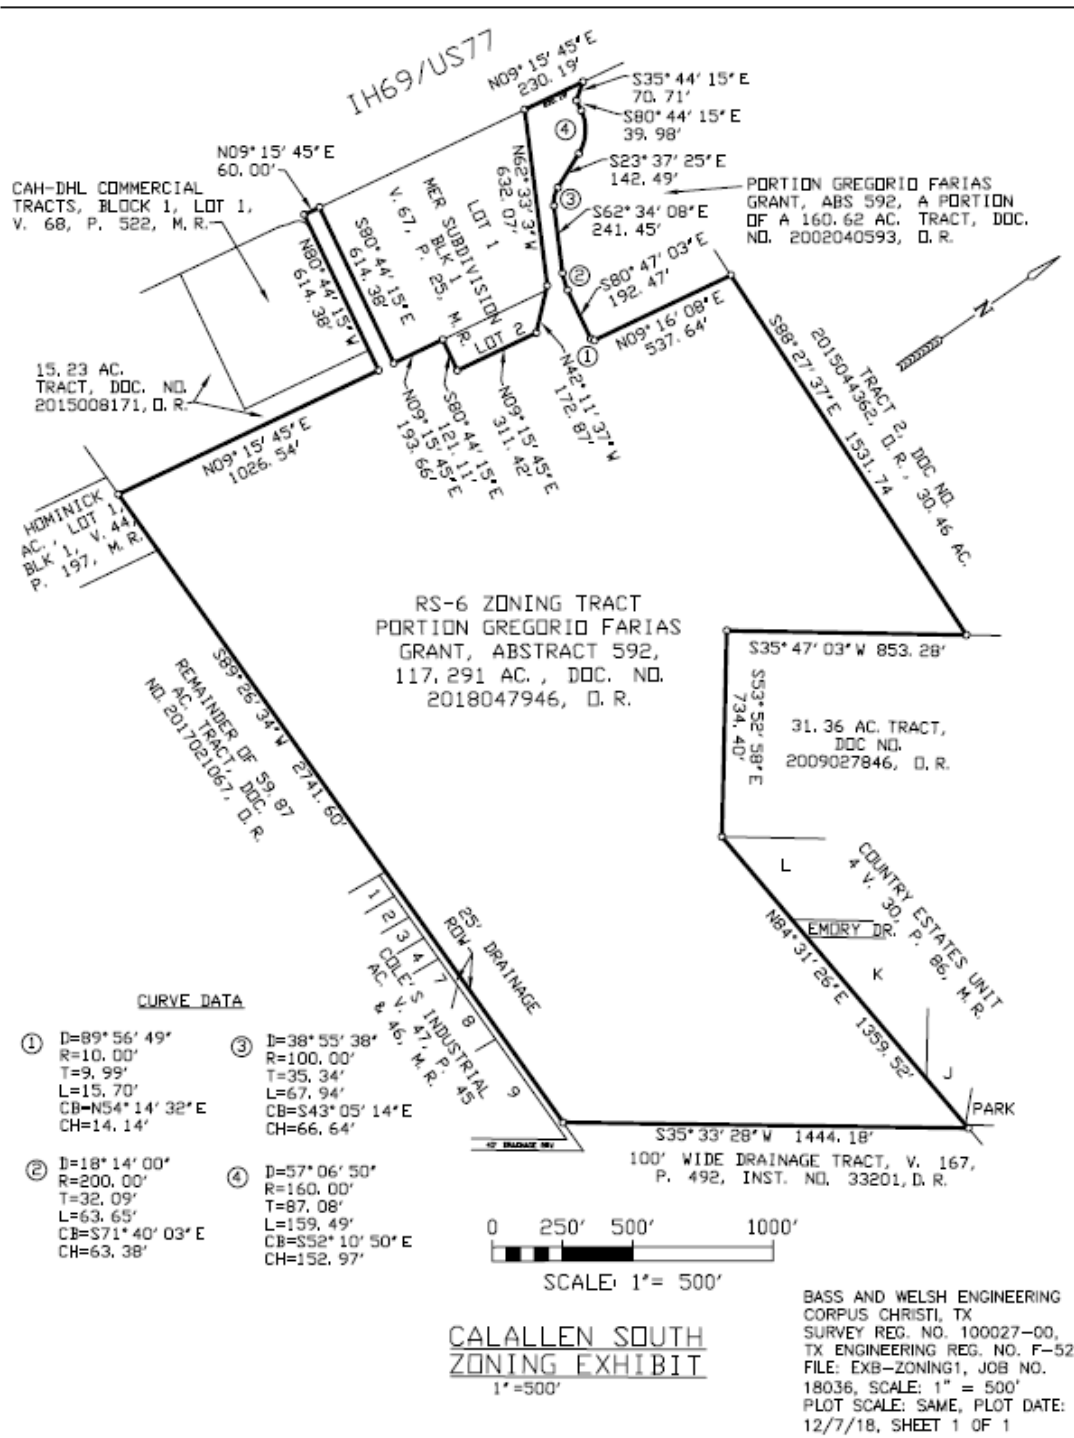 IH69/US77
N09° 15' 45" E
230. 19'
S35° 44' 15" E
70. 71'
S80° 44' 15" E
39. 98'
④
S23° 37' 25" E
142. 49'
③
S62° 34' 08" E
241. 45'
②
S80° 47' 03" E
192. 47'
①
N09° 16' 08" E
537. 64'
PORTION GREGORIO FARIAS
GRANT, ABS 592, A PORTION
OF A 160. 62 AC. TRACT, DOC.
NO. 2002040593, O. R.
N
N09° 15' 45" E
60. 00'
CAH-DHL COMMERCIAL
TRACTS, BLOCK 1, LOT 1,
V. 68, P. 522, M. R.
N80° 44' 15" W
614. 38'
S80° 44' 15" E
614. 38'
MER SUBDIVISION
BLK 1
V. 67, P. 25, M. R.
LOT 1
N62° 33' 3" W
632. 07'
LOT 2
N42° 11' 37" W
172. 87'
N09° 15' 45" E
311. 42'
S80° 44' 15" E
121. 11'
N09° 15' 45" E
193. 66'
15. 23 AC.
TRACT, DOC. NO.
2015008171, O. R.
N09° 15' 45" E
1026. 54'
HOMINICK
AC. , LOT 1,
BLK 1, V. 44,
P. 197, M. R.
S88° 27' 37" E 1531. 74
TRACT 2, DOC NO.
2015044362, O. R. , 30. 46 AC.
RS-6 ZONING TRACT
PORTION GREGORIO FARIAS
GRANT, ABSTRACT 592,
117. 291 AC. , DOC. NO.
2018047946, O. R.
S35° 47' 03" W 853. 28'
S53° 52' 58" E
734. 40'
31. 36 AC. TRACT,
DOC NO.
2009027846, O. R.
S89° 26' 34" W 2741. 60'
REMAINDER OF 59. 87
AC. TRACT, DOC.
NO. 2017021067, O. R.
L
EMORY DR.
K
J
COUNTRY ESTATES UNIT
4 V. 30, P. 86, M. R.
N84° 31' 26" E 1359. 52'
PARK
1
2
3
4
7
8
9
25' DRAINAGE
ROW
COLE'S INDUSTRIAL
AC. V. 47, P. 45
& 46, M. R.
S35° 33' 28" W 1444. 18'
100' WIDE DRAINAGE TRACT, V. 167,
P. 492, INST. NO. 33201, D. R.
CURVE DATA
① D=89° 56' 49"
R=10. 00'
T=9. 99'
L=15. 70'
CB=N54° 14' 32" E
CH=14. 14'
② D=18° 14' 00"
R=200. 00'
T=32. 09'
L=63. 65'
CB=S71° 40' 03" E
CH=63. 38'
③ D=38° 55' 38"
R=100. 00'
T=35. 34'
L=67. 94'
CB=S43° 05' 14" E
CH=66. 64'
④ D=57° 06' 50"
R=160. 00'
T=87. 08'
L=159. 49'
CB=S52° 10' 50" E
CH=152. 97'
0 250' 500' 1000'
SCALE: 1"= 500'
CALALLEN SOUTH
ZONING EXHIBIT
1"=500'
BASS AND WELSH ENGINEERING
CORPUS CHRISTI, TX
SURVEY REG. NO. 100027-00,
TX ENGINEERING REG. NO. F-52
FILE: EXB-ZONING1, JOB NO.
18036, SCALE: 1" = 500'
PLOT SCALE: SAME, PLOT DATE:
12/7/18, SHEET 1 OF 1